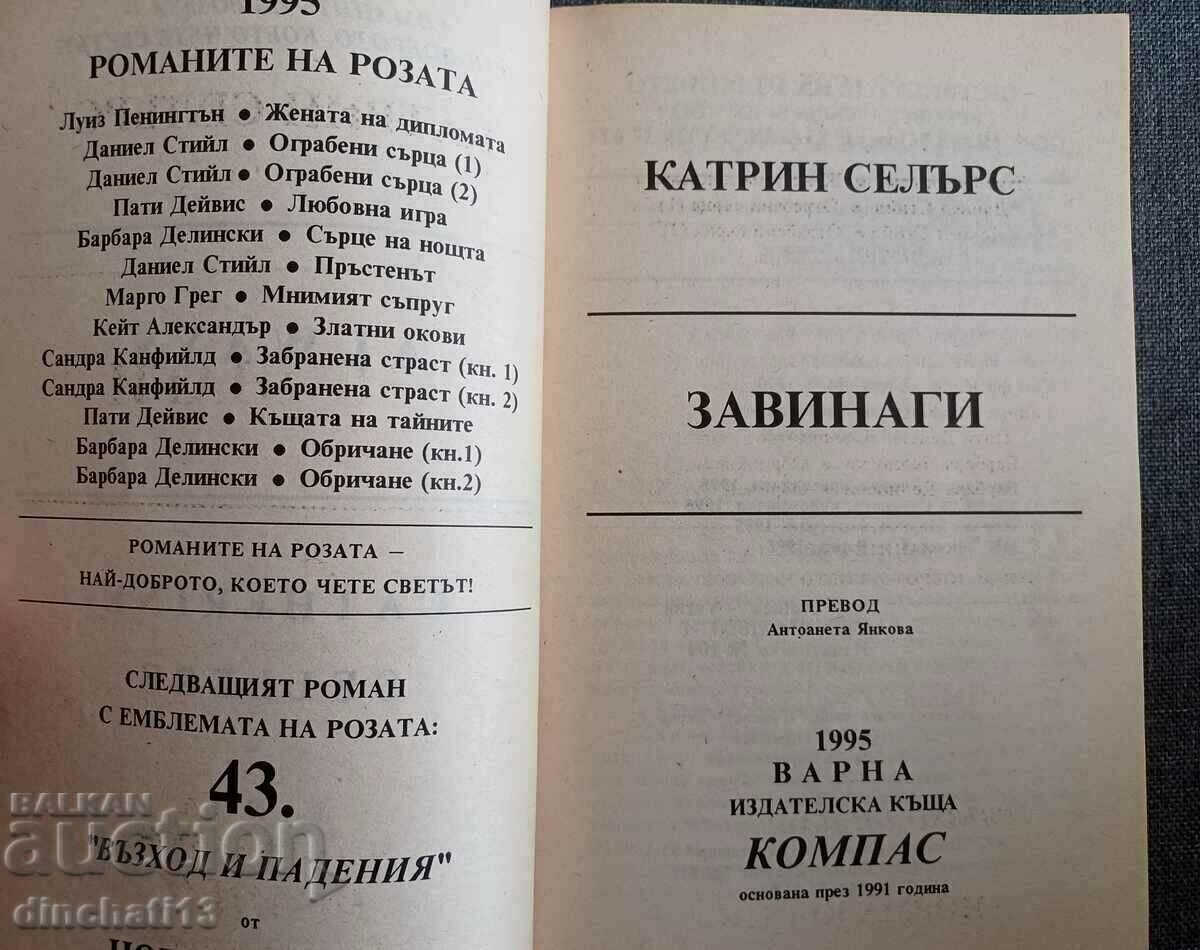 1995
РОМАНИТЕ НА РОЗАТА
Луиз Пенингтън ● Жената на дипломата
Даниел Стийл ● Ограбени сърца (1)
Даниел Стийл ● Ограбени сърца (2)
Пати Дейвис ● Любовна игра
Барбара Делински ● Сърце на нощта
Даниел Стийл ● Пръстенът
Марго Грег ● Мнимият съпруг
Кейт Александър ● Златни окови
Сандра Канфийлд ● Забранена страст (кн. 1)
Сандра Канфийлд ● Забранена страст (кн. 2)
Пати Дейвис ● Къщата на тайните
Барбара Делински ● Обричане (кн.1)
Барбара Делински ● Обричане (кн.2)
РОМАНИТЕ НА РОЗАТА —
НАЙ-ДОБРОТО, КОЕТО ЧЕТЕ СВЕТЪТ!
СЛЕДВАЩИЯТ РОМАН
С ЕМБЛЕМАТА НА РОЗАТА:
43.
"ВЪЗХОД И ПАДЕНИЯ"
от
КАТРИН СЕЛЪРС
ЗАВИНАГИ
ПРЕВОД
Антоанета Янкова
1995
ВАРНА
ИЗДАТЕЛСКА КЪЩА
КОМПАС
основана през 1991 година
BALKAN
auction
dinchati13